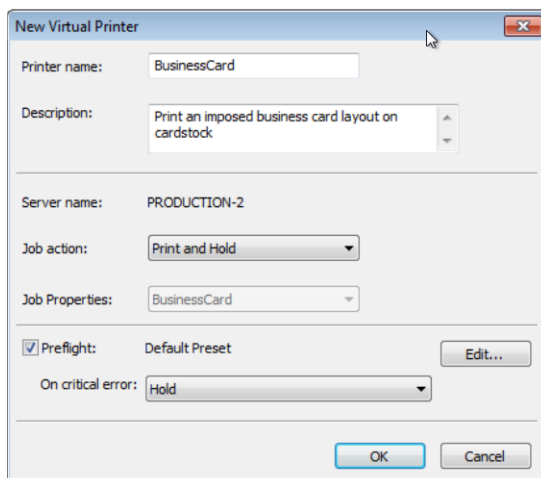 New Virtual Printer
Printer name: BusinessCard
Description: Print an imposed business card layout on
cardstock
Server name: PRODUCTION-2
Job action: Print and Hold
Job Properties: BusinessCard
Preflight: Default Preset Edit...
On critical error: Hold
OK Cancel